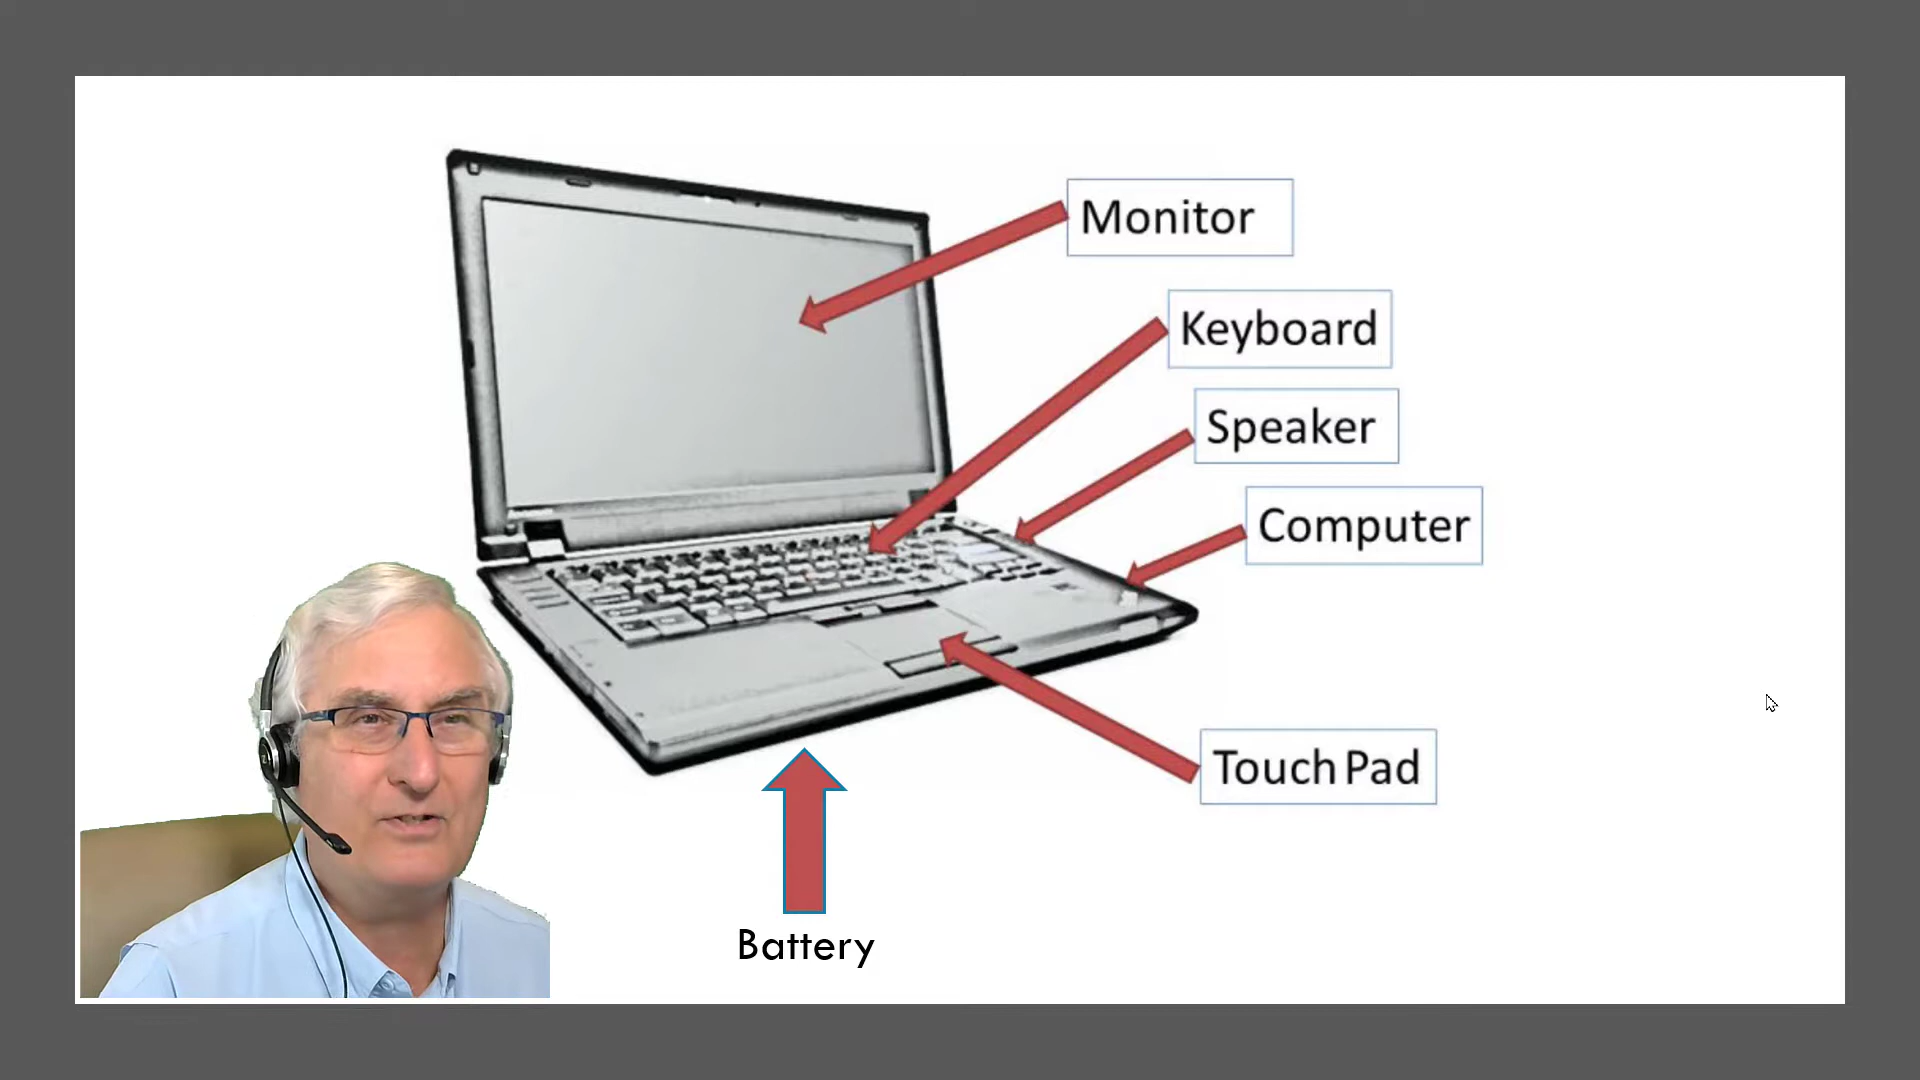 Monitor
Keyboard
Speaker
Computer
Touch Pad
Battery